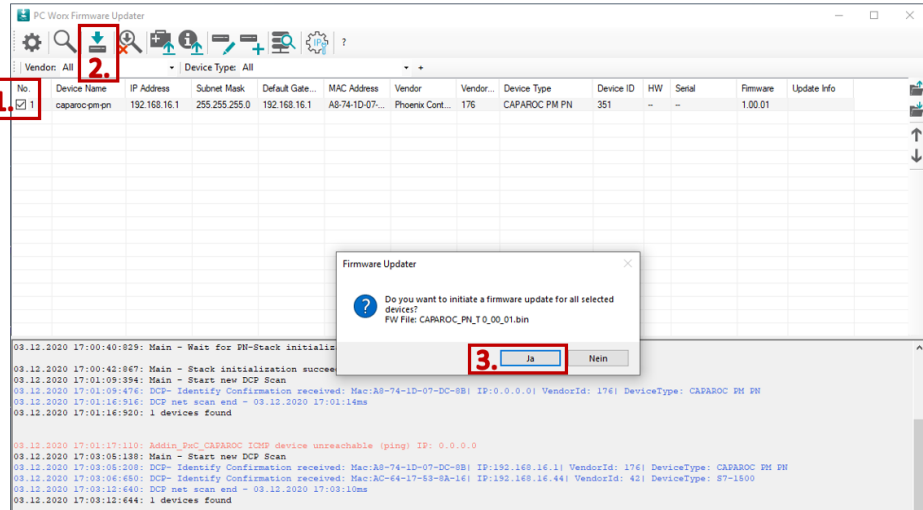 PC Worx Firmware Updater
?
2.
Vendor: All Device Type: All
No. Device Name IP Address Subnet Mask Default Gate... MAC Address Vendor Vendor... Device Type Device ID HW Serial Firmware Update Info
1.
1 caparoc-pm-pn 192.168.16.1 255.255.255.0 192.168.16.1 A8-74-1D-07-... Phoenix Cont... 176 CAPAROC PM PN 351 -- -- 1.00.01
Firmware Updater
Do you want to initiate a firmware update for all selected
devices?
FW File: CAPAROC_PN_T 0_00_01.bin
3.
Ja Nein
03.12.2020 17:00:40:829: Main - Wait for PN-Stack initializ
03.12.2020 17:00:42:867: Main - Stack initialization succee
03.12.2020 17:01:09:394: Main - Start new DCP Scan
03.12.2020 17:01:09:476: DCP- Identify Confirmation received: Mac:A8-74-1D-07-DC-8B| IP:0.0.0.0| VendorId: 176| DeviceType: CAPAROC PM PN
03.12.2020 17:01:16:916: DCP net scan end - 03.12.2020 17:01:14ms
03.12.2020 17:01:16:920: 1 devices found
03.12.2020 17:01:17:110: Addin_PxC_CAPAROC ICMP device unreachable (ping) IP: 0.0.0.0
03.12.2020 17:03:05:138: Main - Start new DCP Scan
03.12.2020 17:03:05:208: DCP- Identify Confirmation received: Mac:A8-74-1D-07-DC-8B| IP:192.168.16.1| VendorId: 176| DeviceType: CAPAROC PM PN
03.12.2020 17:03:06:650: DCP- Identify Confirmation received: Mac:AC-64-17-53-8A-16| IP:192.168.16.44| VendorId: 42| DeviceType: S7-1500
03.12.2020 17:03:12:640: DCP net scan end - 03.12.2020 17:03:10ms
03.12.2020 17:03:12:644: 1 devices found